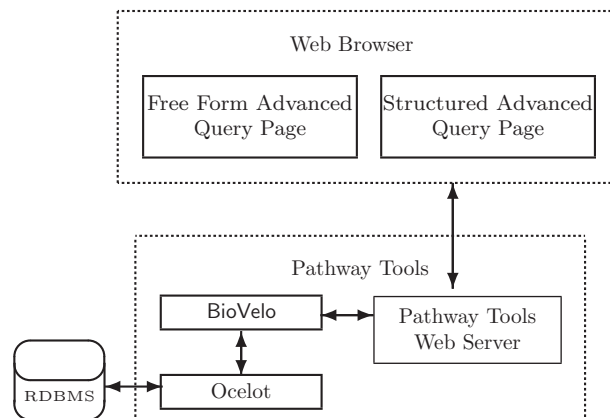 Web Browser
Free Form Advanced
Query Page
Structured Advanced
Query Page
Pathway Tools
BioVelo
Pathway Tools
Web Server
Ocelot
RDBMS